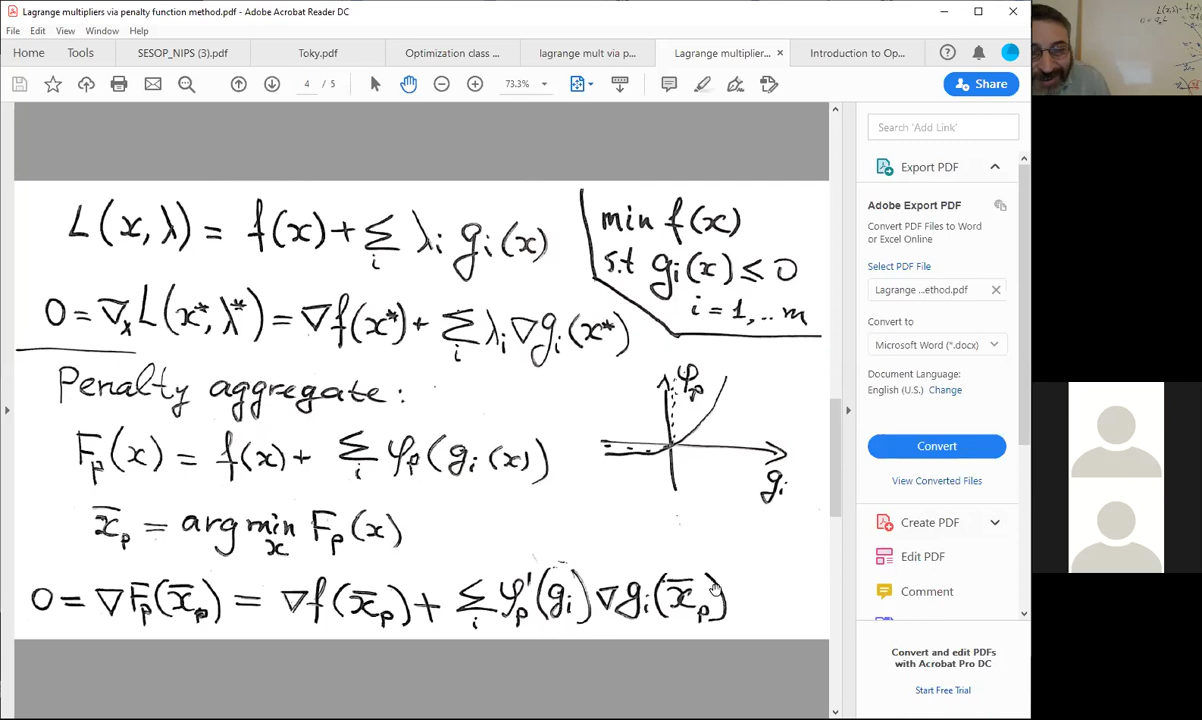 Lagrange multipliers via penalty function method.pdf - Adobe Acrobat Reader DC
File Edit View Window Help
Home Tools SESOP_NIPS (3).pdf Toky.pdf Optimization class ... lagrange mult via p... Lagrange multiplier... × Introduction to Op...
4 / 5 73.3% Share
L(x,λ) = f(x) + Σ_i λ_i g_i(x)
min f(x)
s.t g_i(x) ≤ 0
i = 1,..m
0 = ∇_x L(x*,λ*) = ∇f(x*) + Σ_i λ_i ∇g_i(x*)
Penalty aggregate:
φ_p
g_i
F_p(x) = f(x) + Σ_i φ_p(g_i(x))
x̄_p = arg min_x F_p(x)
0 = ∇F_p(x̄_p) = ∇f(x̄_p) + Σ_i φ'_p(g_i) ∇g_i(x̄_p)
Search 'Add Link'
Export PDF
Adobe Export PDF
Convert PDF Files to Word
or Excel Online
Select PDF File
Lagrange ...ethod.pdf ×
Convert to
Microsoft Word (*.docx)
Document Language:
English (U.S.) Change
Convert
View Converted Files
Create PDF
Edit PDF
Comment
Convert and edit PDFs
with Acrobat Pro DC
Start Free Trial